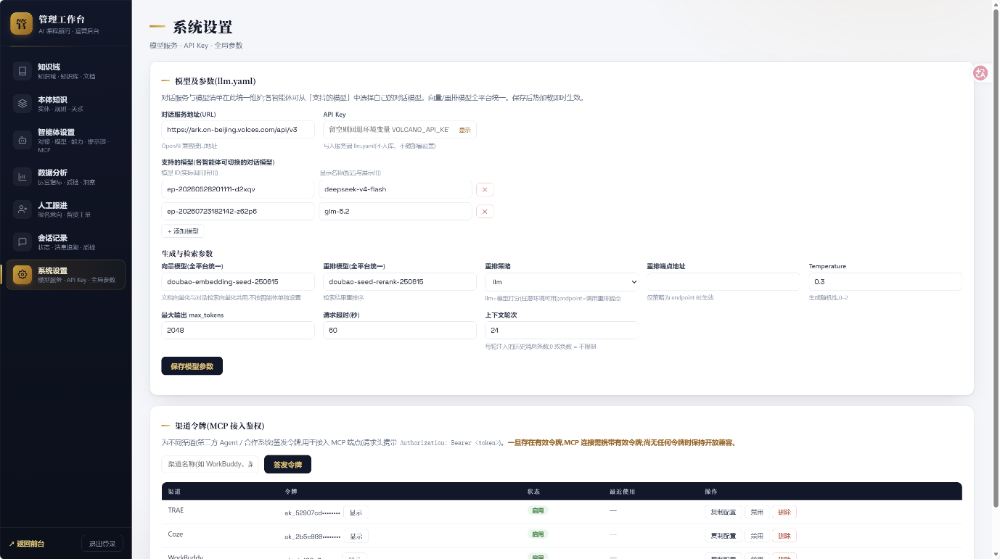 管
管理工作台
AI 课程顾问 · 运营后台
知识域
知识域 · 知识库 · 文档
本体知识
实体 · 规则 · 关系
智能体设置
对接 · 模型 · 能力 · 提示词 ·
MCP
数据分析
运营指标 · 质检 · 洞察
人工跟进
报名意向 · 留资工单
会话记录
状态 · 消息追溯 · 质检
系统设置
模型服务 · API Key · 全局参数
↗ 返回前台
退出登录
系统设置
模型服务 · API Key · 全局参数
模型及参数(llm.yaml)
对话服务地址与模型清单在此统一维护;各智能体可从「支持的模型」中选择自己的对话模型。向量/重排模型全平台统一。保存后热加载即时生效。
对话服务地址(URL)
API Key
https://ark.cn-beijing.volces.com/api/v3
留空则回退环境变量 VOLCANO_API_KE
显示
OpenAI 兼容接口地址
写入服务端 llm.yaml(不入库、不随部署覆盖)
支持的模型(各智能体可切换的对话模型)
模型 ID(实际调用所用)
显示名称(配置与展示用)
ep-20260528201111-d2xqv
deepseek-v4-flash
×
ep-20260723182142-z62p6
glm-5.2
×
+ 添加模型
生成与检索参数
向量模型(全平台统一)
重排模型(全平台统一)
重排策略
重排端点地址
Temperature
doubao-embedding-seed-250615
doubao-seed-rerank-250615
llm
0.3
文档向量化与对话检索向量化共用,不按智能体单独设置
检索结果重排序
llm=模型打分(任意环境可用);endpoint=调用重排端点
仅策略为 endpoint 时生效
生成随机性,0–2
最大输出 max_tokens
请求超时(秒)
上下文轮次
2048
60
24
每轮注入的历史消息条数;0 或负数 = 不限制
保存模型参数
渠道令牌(MCP 接入鉴权)
为不同渠道(第三方 Agent / 合作系统)签发令牌,用于接入 MCP 端点(请求头携带 Authorization: Bearer <token>)。一旦存在有效令牌,MCP 连接需携带有效令牌;尚无任何令牌时保持开放兼容。
渠道名称(如 WorkBuddy、
签发令牌
渠道
令牌
状态
最近使用
操作
TRAE
ak_52907cd••••••••
显示
启用
—
复制配置
禁用
删除
Coze
ak_2b5e986••••••••
显示
启用
—
复制配置
禁用
删除
WorkBuddy
显示
启用
复制配置
禁用
删除